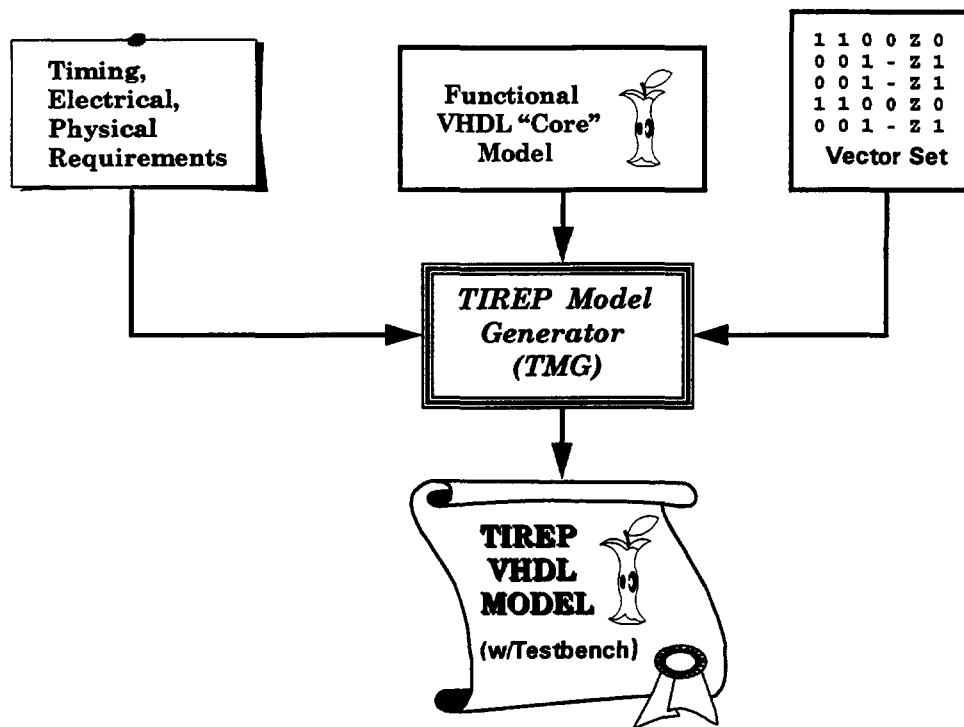 Timing,
Electrical,
Physical
Requirements
Functional
VHDL “Core”
Model
1 1 0 0 Z 0
0 0 1 - Z 1
0 0 1 - Z 1
1 1 0 0 Z 0
0 0 1 - Z 1
Vector Set
TIREP Model
Generator
(TMG)
TIREP
VHDL
MODEL
(w/Testbench)